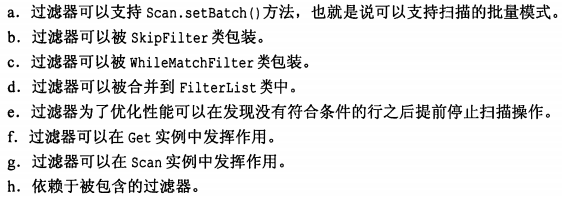 a. 过滤器可以支持 Scan.setBatch()方法，也就是说可以支持扫描的批量模式。
b. 过滤器可以被 SkipFilter 类包装。
c. 过滤器可以被 WhileMatchFilter 类包装。
d. 过滤器可以被合并到 FilterList 类中。
e. 过滤器为了优化性能可以在发现没有符合条件的行之后提前停止扫描操作。
f. 过滤器可以在 Get 实例中发挥作用。
g. 过滤器可以在 Scan 实例中发挥作用。
h. 依赖于被包含的过滤器。